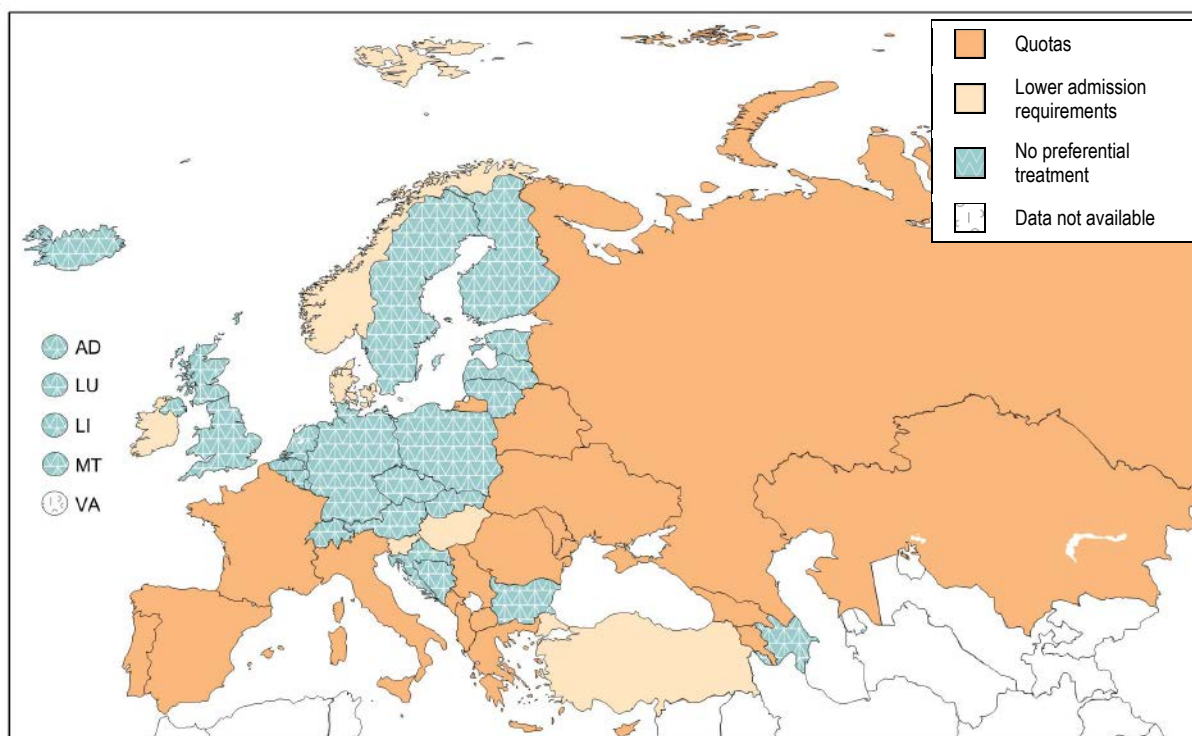 Quotas
Lower admission
requirements
No preferential
treatment
Data not available
AD
LU
LI
MT
VA